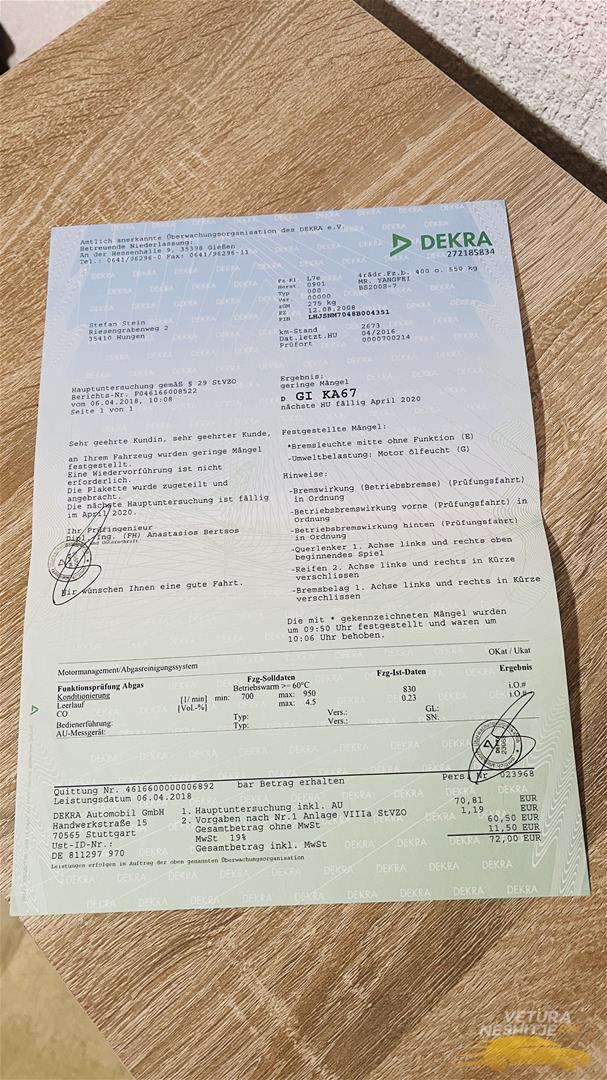 Amtlich anerkannte Überwachungsorganisation des DEKRA e.V.
Betreuende Niederlassung:
An der Hessenhalle 9, 35398 Gießen
Tel.: 0641/96296-0 Fax: 0641/96296-11
DEKRA
272185834
Fz-Kl. L7e 4rädr.Fz.b. 400 o. 550 kg
Herst. 0901 MR. YANGFEI
Typ 000 BS200S-7
Var. 00000
zGM 275 kg
EZ 12.08.2008
FIN LHJSNM7048B004351
Stefan Stein
Riesengrabenweg 2
35410 Hungen
km-Stand 2673
Dat.letzt.HU 04/2016
Prüfort 0000700214
Hauptuntersuchung gemäß § 29 StVZO
Berichts-Nr. P046166008522
vom 06.04.2018, 10:08
Seite 1 von 1
Ergebnis:
geringe Mängel
D GI KA67
nächste HU fällig April 2020
Sehr geehrte Kundin, sehr geehrter Kunde,
an Ihrem Fahrzeug wurden geringe Mängel
festgestellt.
Eine Wiedervorführung ist nicht
erforderlich.
Die Plakette wurde zugeteilt und
angebracht.
Die nächste Hauptuntersuchung ist fällig
im April 2020.
Ihr Prüfingenieur
Dipl.-Ing. (FH) Anastasios Bertsos
und Unterschrift
Wir wünschen Ihnen eine gute Fahrt.
Festgestellte Mängel:
*Bremsleuchte mitte ohne Funktion (E)
-Umweltbelastung: Motor ölfeucht (G)
Hinweise:
-Bremswirkung (Betriebsbremse) (Prüfungsfahrt)
in Ordnung
-Betriebsbremswirkung vorne (Prüfungsfahrt) in
Ordnung
-Betriebsbremswirkung hinten (Prüfungsfahrt)
in Ordnung
-Querlenker 1. Achse links und rechts oben
beginnendes Spiel
-Reifen 2. Achse links und rechts in Kürze
verschlissen
-Bremsbelag 1. Achse links und rechts in Kürze
verschlissen
Die mit * gekennzeichneten Mängel wurden
um 09:50 Uhr festgestellt und waren um
10:06 Uhr behoben.
Motormanagement/Abgasreinigungssystem OKat / Ukat
Funktionsprüfung Abgas Fzg-Solldaten Fzg-Ist-Daten Ergebnis
Konditionierung Betriebswarm >= 60°C
Leerlauf [1/ min] min: 700 max: 950 830 i.O.#
CO [Vol.-%] max: 4.5 0.23 i.O.#
Bedienerführung: Typ: Vers.: GL:
AU-Messgerät: Typ: Vers.: SN:
DEKRA
Quittung Nr. 4616600000006892 bar Betrag erhalten Pers. Nr 023968
Leistungsdatum 06.04.2018
DEKRA Automobil GmbH
Handwerkstraße 15
70565 Stuttgart
Ust-ID-Nr.:
DE 811297 970
1. Hauptuntersuchung inkl. AU 70,81 EUR
2. Vorgaben nach Nr.1 Anlage VIIIa StVZO 1,19 EUR
Gesamtbetrag ohne MwSt 60,50 EUR
MwSt 19% 11,50 EUR
Gesamtbetrag inkl. MwSt 72,00 EUR
Leistungen erfolgen im Auftrag der oben genannten Überwachungsorganisation
VETURA
NESHITJE